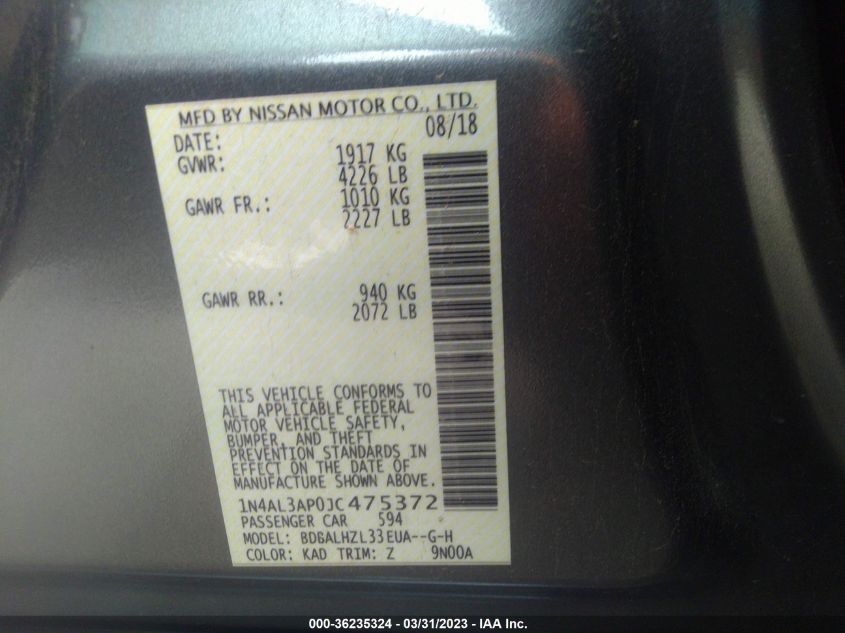 MFD BY NISSAN MOTOR CO., LTD.
DATE: 08/18
GVWR: 1917 KG
4226 LB
GAWR FR.: 1010 KG
2227 LB
GAWR RR.: 940 KG
2072 LB
THIS VEHICLE CONFORMS TO
ALL APPLICABLE FEDERAL
MOTOR VEHICLE SAFETY,
BUMPER, AND THEFT
PREVENTION STANDARDS IN
EFFECT ON THE DATE OF
MANUFACTURE SHOWN ABOVE.
1N4AL3AP0JC475372
PASSENGER CAR 594
MODEL: BDBALHZL33EUA--G-H
COLOR: KAD TRIM: Z 9N00A
000-36235324 - 03/31/2023 - IAA Inc.